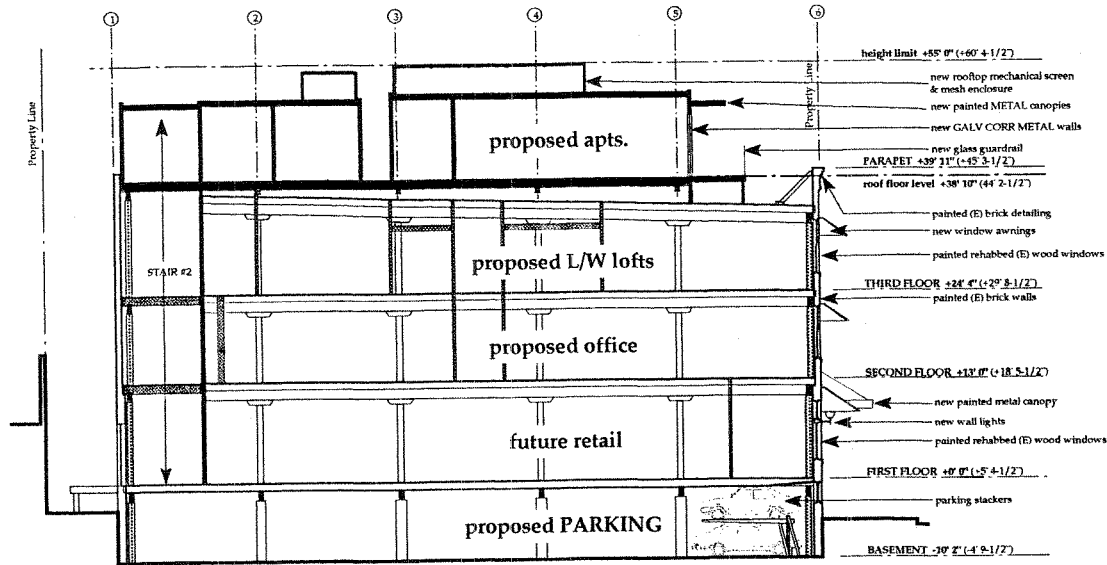 1 2 3 4 5 6
Property Line
Property Line
height limit +55' 0" (+60' 4-1/2")
new rooftop mechanical screen
& mesh enclosure
new painted METAL canopies
new GALV CORR METAL walls
new glass guardrail
PARAPET +39' 11" (+45' 3-1/2")
roof floor level +38' 10" (44' 2-1/2")
painted (E) brick detailing
new window awnings
painted rehabbed (E) wood windows
THIRD FLOOR +24' 4" (+29' 8-1/2")
painted (E) brick walls
SECOND FLOOR +13' 0" (+18' 5-1/2")
new painted metal canopy
new wall lights
painted rehabbed (E) wood windows
FIRST FLOOR +0' 0" (+5' 4-1/2")
parking stackers
BASEMENT -10' 2" (-4' 9-1/2")
proposed apts.
STAIR #2
proposed L/W lofts
proposed office
future retail
proposed PARKING